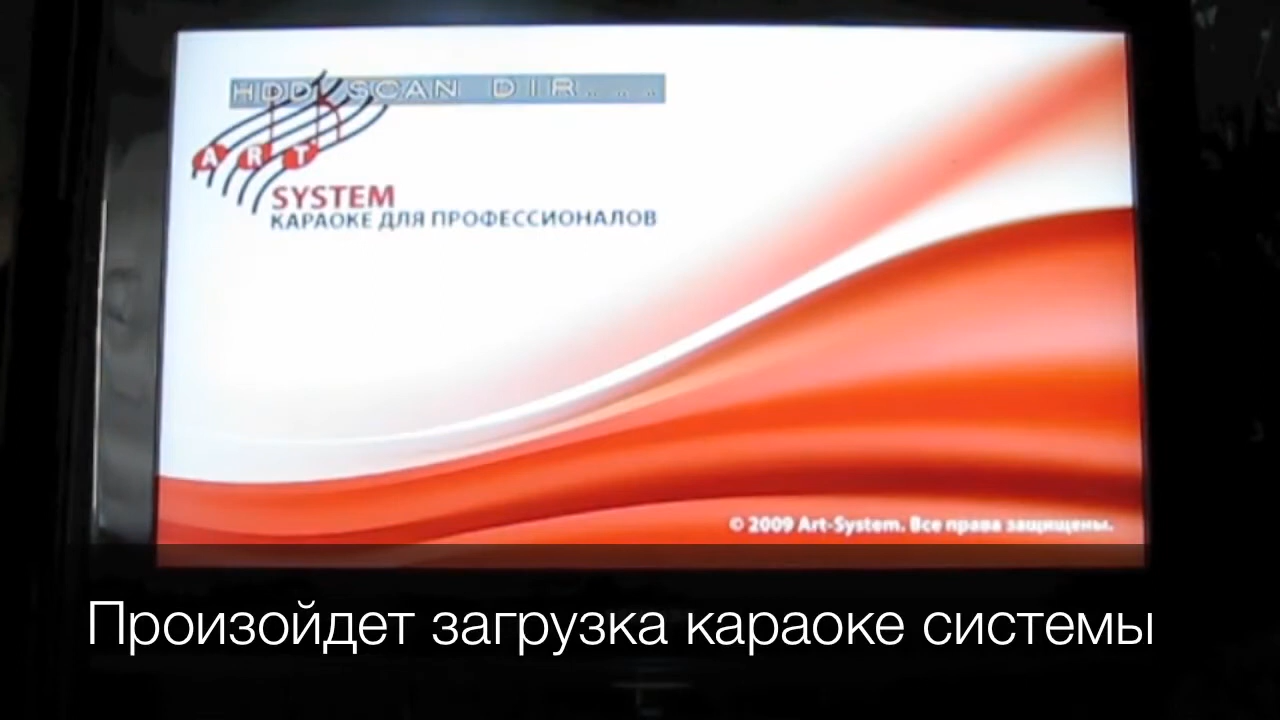 HDD SCAN DIR...
ART
SYSTEM
КАРАОКЕ ДЛЯ ПРОФЕССИОНАЛОВ
© 2009 Art-System. Все права защищены.
Произойдет загрузка караоке системы